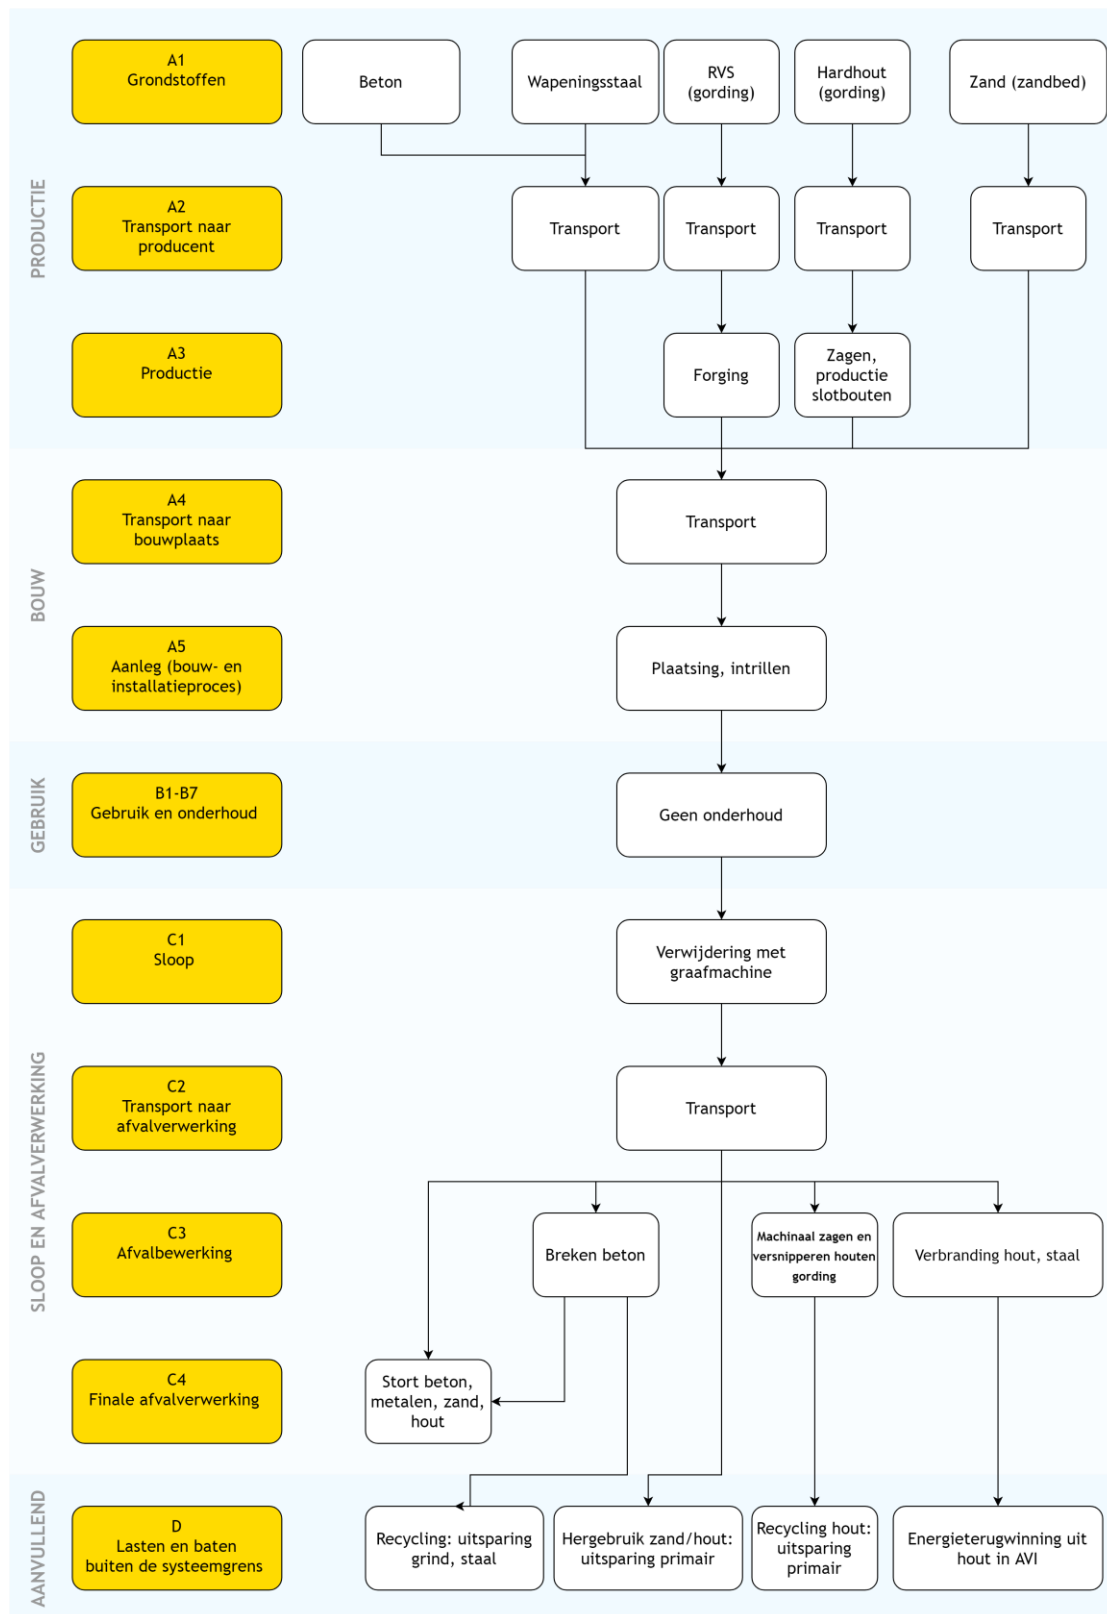 PRODUCTIE
A1
Grondstoffen
Beton
Wapeningsstaal
RVS
(gording)
Hardhout
(gording)
Zand (zandbed)
A2
Transport naar
producent
Transport
Transport
Transport
Transport
A3
Productie
Forging
Zagen,
productie
slotbouten
BOUW
A4
Transport naar
bouwplaats
Transport
A5
Aanleg (bouw- en
installatieproces)
Plaatsing, intrillen
GEBRUIK
B1-B7
Gebruik en onderhoud
Geen onderhoud
SLOOP EN AFVALVERWERKING
C1
Sloop
Verwijdering met
graafmachine
C2
Transport naar
afvalverwerking
Transport
C3
Afvalbewerking
Breken beton
Machinaal zagen en
versnipperen houten
gording
Verbranding hout, staal
C4
Finale afvalverwerking
Stort beton,
metalen, zand,
hout
AANVULLEND
D
Lasten en baten
buiten de systeemgrens
Recycling: uitsparing
grind, staal
Hergebruik zand/hout:
uitsparing primair
Recycling hout:
uitsparing
primair
Energieterugwinning uit
hout in AVI